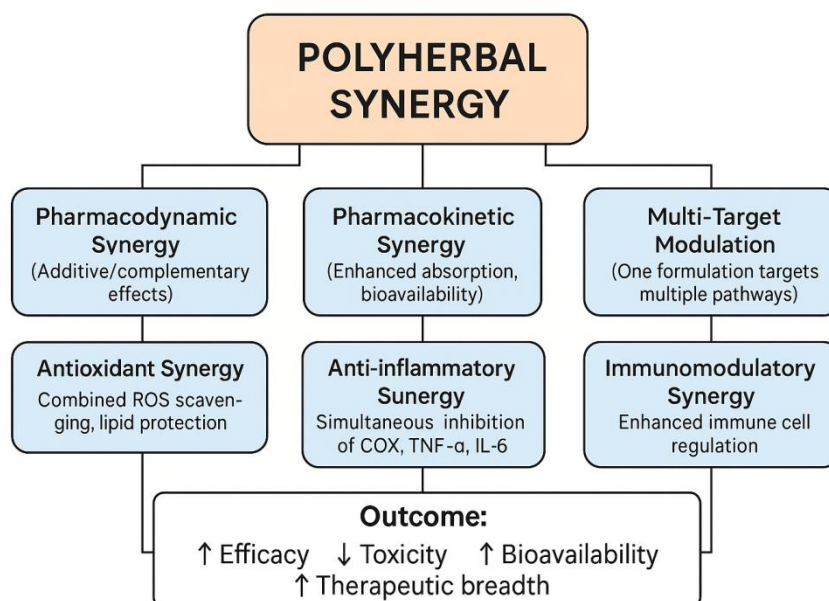 POLYHERBAL
SYNERGY
Pharmacodynamic
Synergy
(Additive/complementary
effects)
Pharmacokinetic
Synergy
(Enhanced absorption,
bioavailability)
Multi-Target
Modulation
(One formulation targets
multiple pathways)
Antioxidant Synergy
Combined ROS scaven-
ging, lipid protection
Anti-inflammatory
Sunergy
Simultaneous inhibition
of COX, TNF-α, IL-6
Immunomodulatory
Synergy
Enhanced immune cell
regulation
Outcome:
↑ Efficacy ↓ Toxicity ↑ Bioavailability
↑ Therapeutic breadth